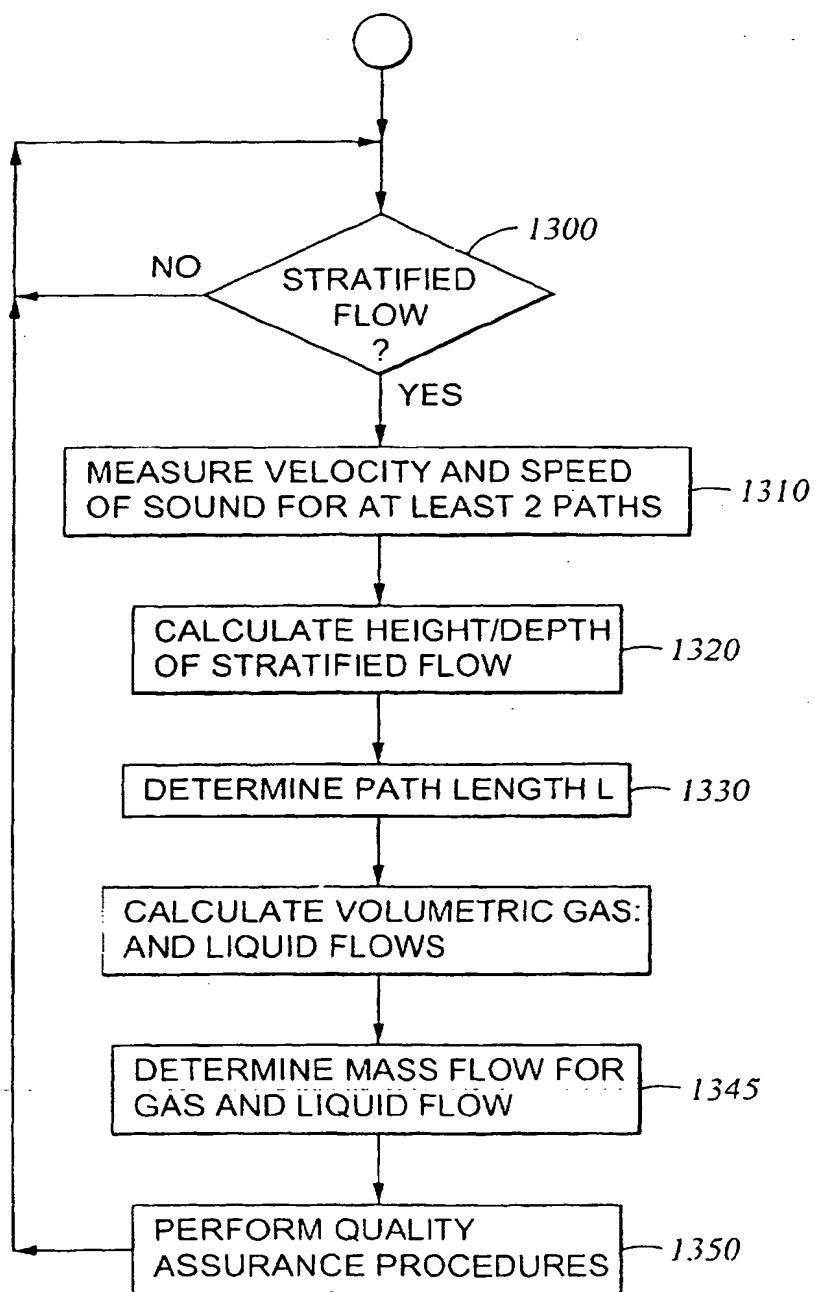 1300
NO
STRATIFIED
FLOW
?
YES
MEASURE VELOCITY AND SPEED
OF SOUND FOR AT LEAST 2 PATHS
1310
CALCULATE HEIGHT/DEPTH
OF STRATIFIED FLOW
1320
DETERMINE PATH LENGTH L
1330
CALCULATE VOLUMETRIC GAS:
AND LIQUID FLOWS
DETERMINE MASS FLOW FOR
GAS AND LIQUID FLOW
1345
PERFORM QUALITY
ASSURANCE PROCEDURES
1350